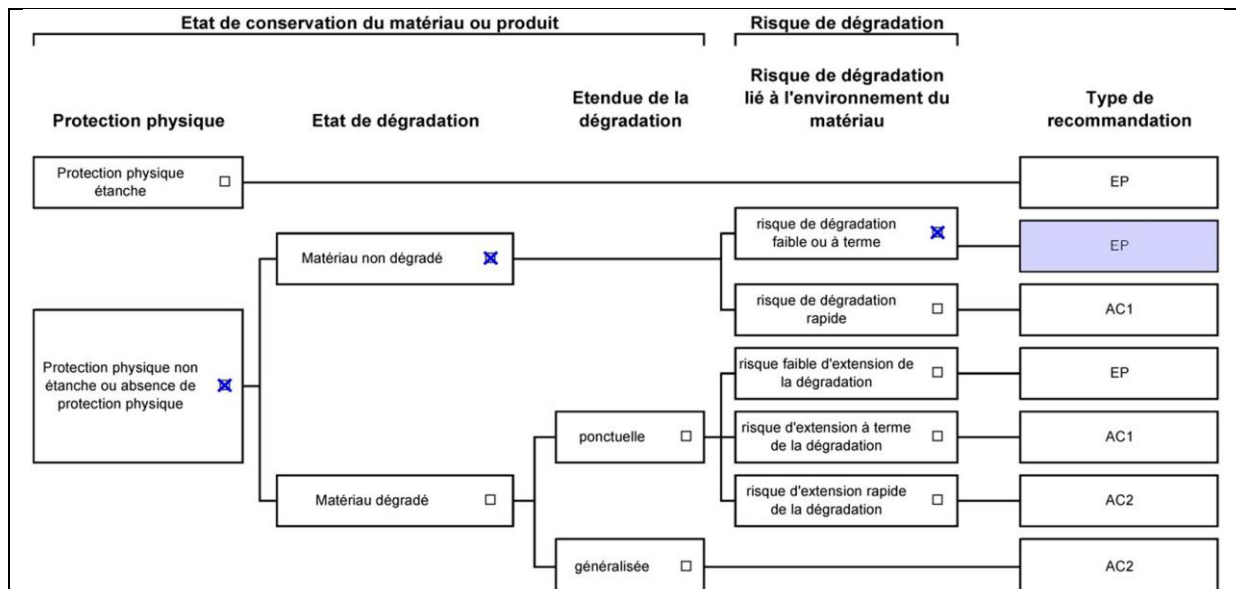 Etat de conservation du matériau ou produit
Risque de dégradation
Protection physique
Etat de dégradation
Etendue de la
dégradation
Risque de dégradation
lié à l'environnement du
matériau
Type de
recommandation
Protection physique
étanche
EP
risque de dégradation
faible ou à terme
EP
Matériau non dégradé
risque de dégradation
rapide
AC1
Protection physique non
étanche ou absence de
protection physique
risque faible d'extension de
la dégradation
EP
ponctuelle
risque d'extension à terme
de la dégradation
AC1
Matériau dégradé
risque d'extension rapide
de la dégradation
AC2
généralisée
AC2